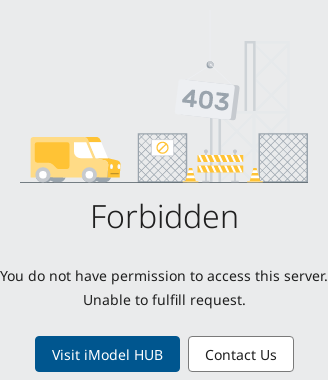 403
Forbidden
You do not have permission to access this server.
Unable to fulfill request.
Visit iModel HUB
Contact Us